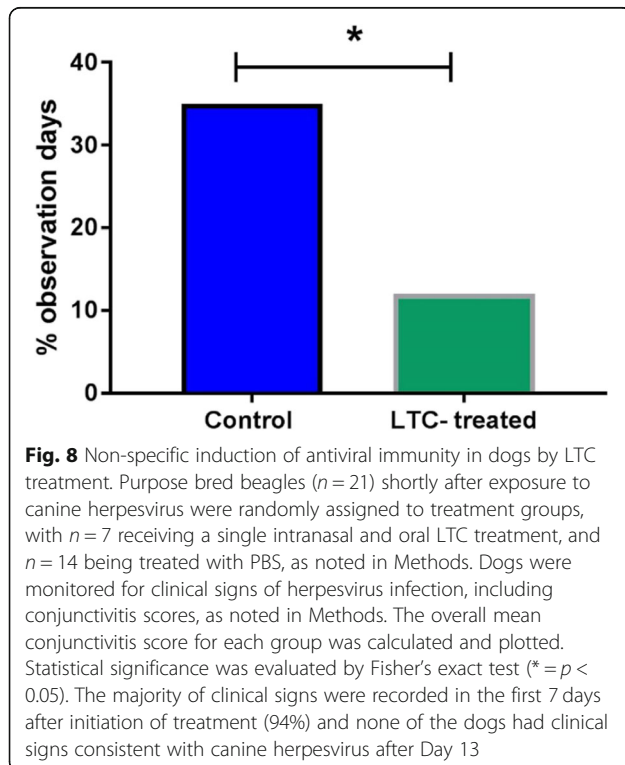 *
40
30
20
10
0
% observation days
Control LTC- treated
Fig. 8 Non-specific induction of antiviral immunity in dogs by LTC
treatment. Purpose bred beagles (n = 21) shortly after exposure to
canine herpesvirus were randomly assigned to treatment groups,
with n = 7 receiving a single intranasal and oral LTC treatment, and
n = 14 being treated with PBS, as noted in Methods. Dogs were
monitored for clinical signs of herpesvirus infection, including
conjunctivitis scores, as noted in Methods. The overall mean
conjunctivitis score for each group was calculated and plotted.
Statistical significance was evaluated by Fisher's exact test (* = p <
0.05). The majority of clinical signs were recorded in the first 7 days
after initiation of treatment (94%) and none of the dogs had clinical
signs consistent with canine herpesvirus after Day 13